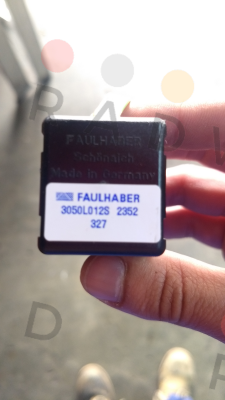 FAULHABER
Schönaich
Made in Germany
FAULHABER
3050L012S 2352
327